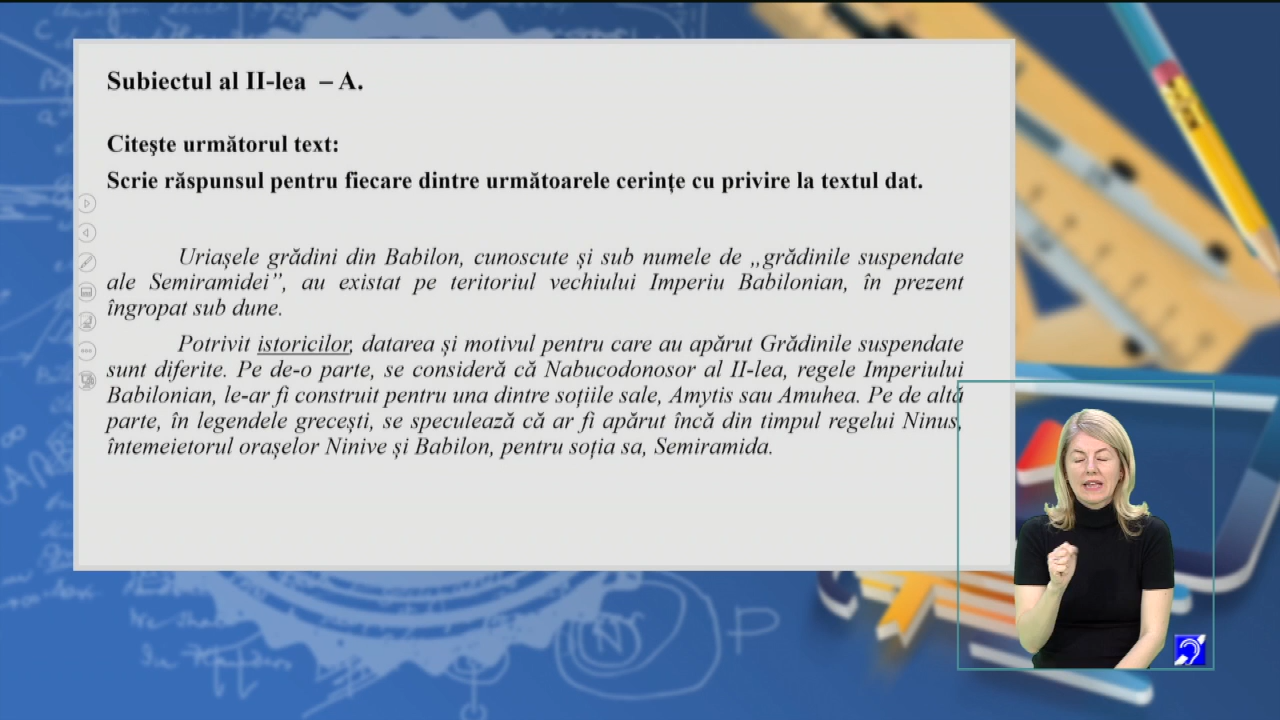 Subiectul al II-lea – A.
Citeşte următorul text:
Scrie răspunsul pentru fiecare dintre următoarele cerințe cu privire la textul dat.
Uriașele grădini din Babilon, cunoscute și sub numele de „grădinile suspendate
ale Semiramidei”, au existat pe teritoriul vechiului Imperiu Babilonian, în prezent
îngropat sub dune.
Potrivit istoricilor, datarea și motivul pentru care au apărut Grădinile suspendate
sunt diferite. Pe de-o parte, se consideră că Nabucodonosor al II-lea, regele Imperiului
Babilonian, le-ar fi construit pentru una dintre soțiile sale, Amytis sau Amuhea. Pe de altă
parte, în legendele grecești, se speculează că ar fi apărut încă din timpul regelui Ninus,
întemeietorul orașelor Ninive și Babilon, pentru soția sa, Semiramida.
N
P